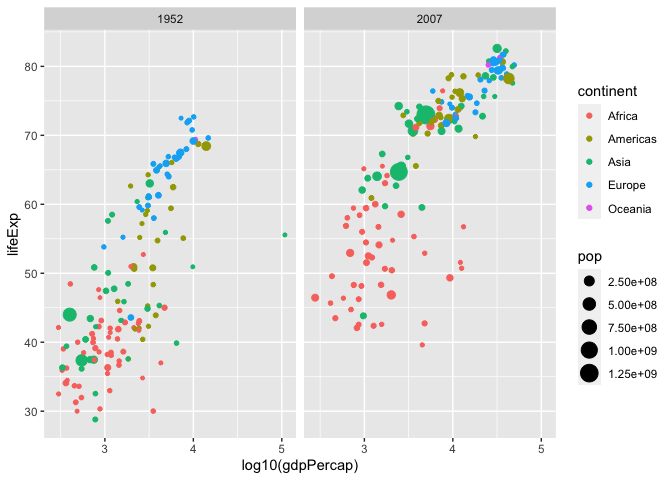 1952
2007
lifeExp
80
70
60
50
40
30
3
4
5
3
4
5
log10(gdpPercap)
continent
Africa
Americas
Asia
Europe
Oceania
pop
2.50e+08
5.00e+08
7.50e+08
1.00e+09
1.25e+09